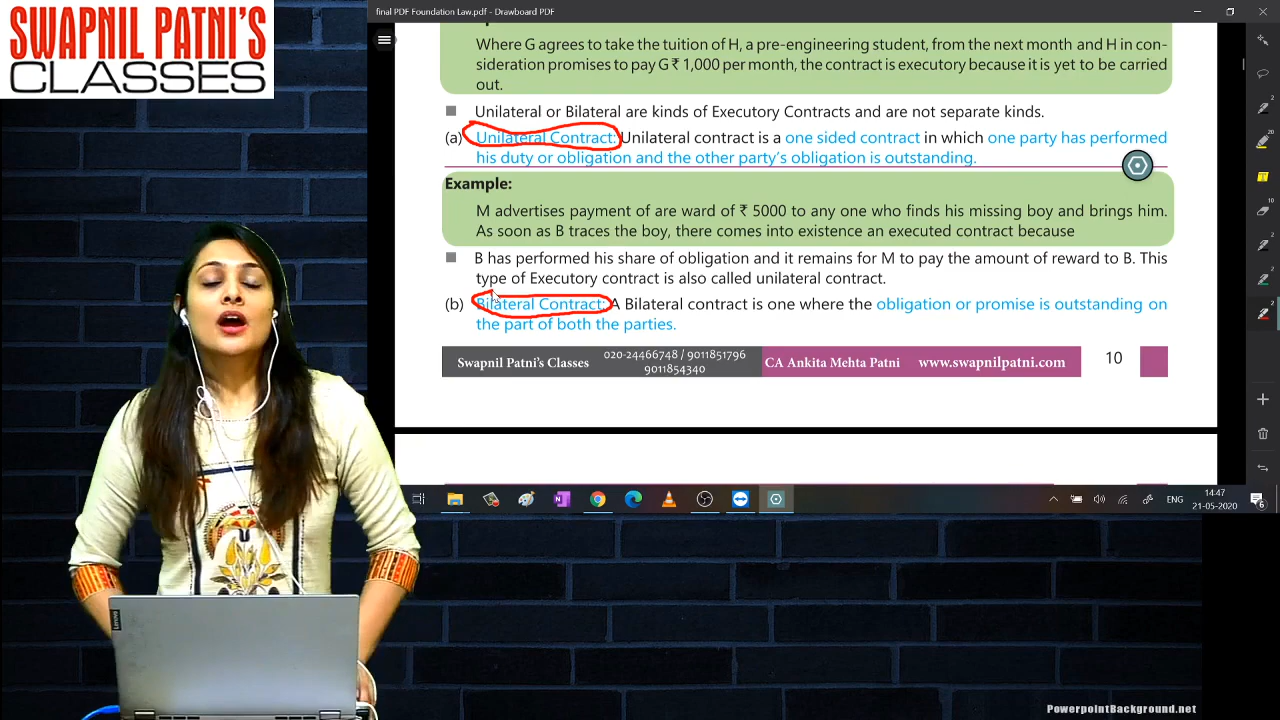 SWAPNIL PATNI'S
CLASSES
final PDF Foundation Law.pdf - Drawboard PDF
Where G agrees to take the tuition of H, a pre-engineering student, from the next month and H in con-
sideration promises to pay G ₹ 1,000 per month, the contract is executory because it is yet to be carried
out.
■ Unilateral or Bilateral are kinds of Executory Contracts and are not separate kinds.
(a) Unilateral Contract: Unilateral contract is a one sided contract in which one party has performed
his duty or obligation and the other party's obligation is outstanding.
Example:
M advertises payment of are ward of ₹ 5000 to any one who finds his missing boy and brings him.
As soon as B traces the boy, there comes into existence an executed contract because
■ B has performed his share of obligation and it remains for M to pay the amount of reward to B. This
type of Executory contract is also called unilateral contract.
(b) Bilateral Contract: A Bilateral contract is one where the obligation or promise is outstanding on
the part of both the parties.
Swapnil Patni's Classes 020-24466748 / 9011851796
9011854340
CA Ankita Mehta Patni www.swapnilpatni.com 10
ENG
14:47
21-05-2020
6
Lenovo
PowerpointBackground.net